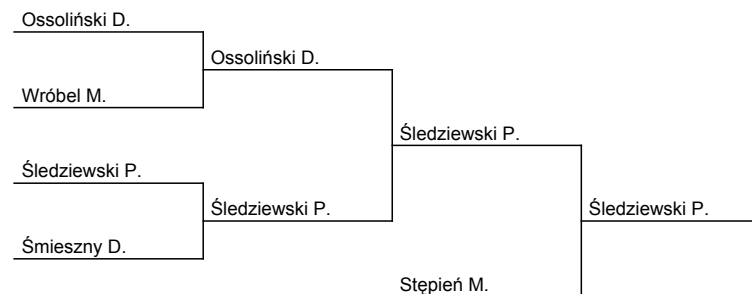 Ossoliński D.
Ossoliński D.
Wróbel M.
Śledziewski P.
Śledziewski P.
Śledziewski P.
Śledziewski P.
Śmieszny D.
Stępień M.